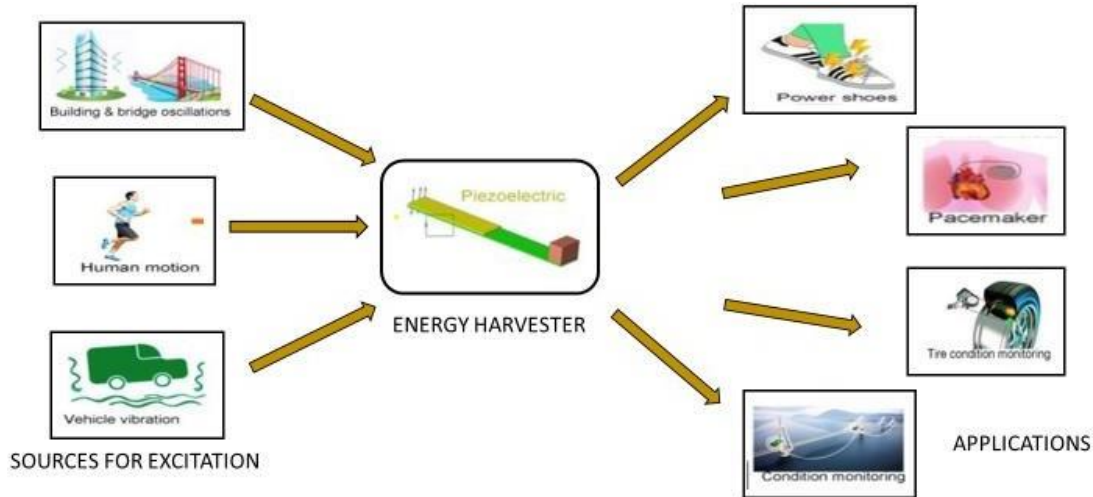 Building & bridge oscillations
Human motion
Vehicle vibration
SOURCES FOR EXCITATION
Piezoelectric
ENERGY HARVESTER
Power shoes
Pacemaker
Tire condition monitoring
Condition monitoring
APPLICATIONS